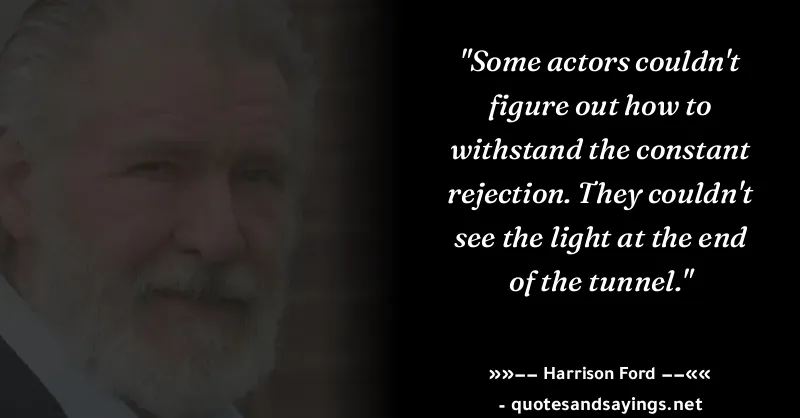 "Some actors couldn't
figure out how to
withstand the constant
rejection. They couldn't
see the light at the end
of the tunnel."
»»−− Harrison Ford −−««
- quotesandsayings.net